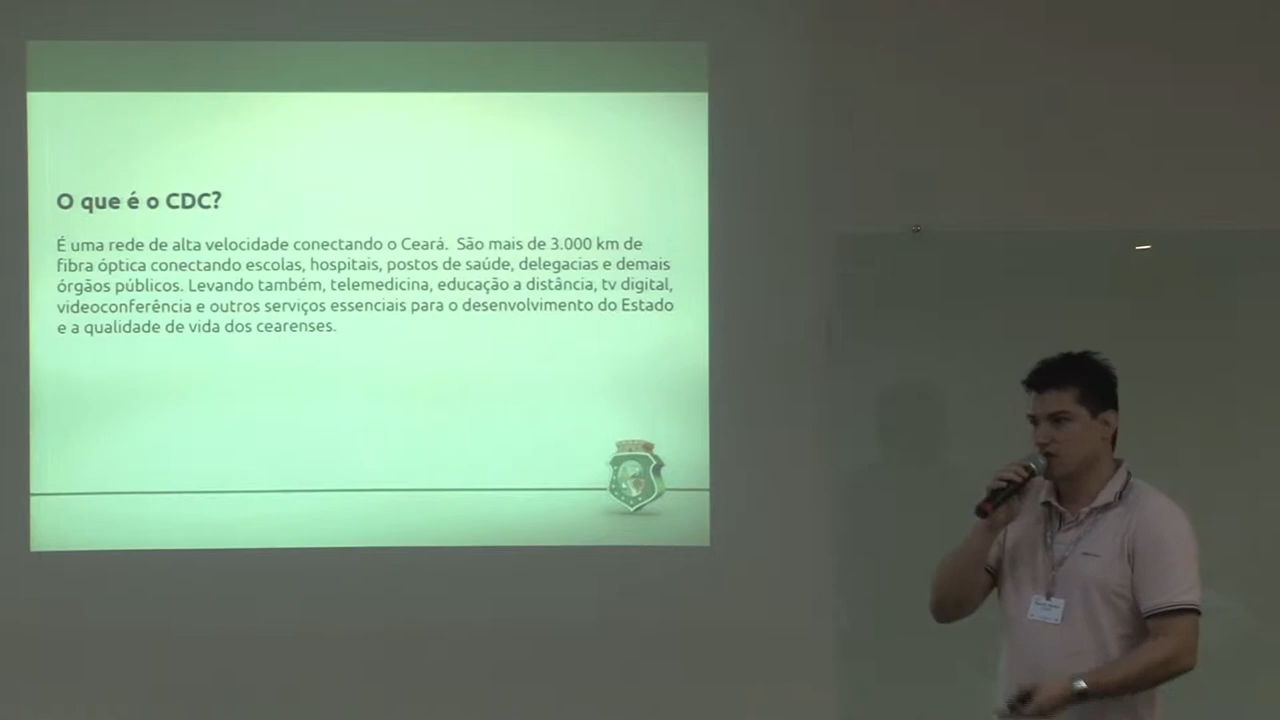 O que é o CDC?
É uma rede de alta velocidade conectando o Ceará. São mais de 3.000 km de
fibra óptica conectando escolas, hospitais, postos de saúde, delegacias e demais
órgãos públicos. Levando também, telemedicina, educação a distância, tv digital,
videoconferência e outros serviços essenciais para o desenvolvimento do Estado
e a qualidade de vida dos cearenses.